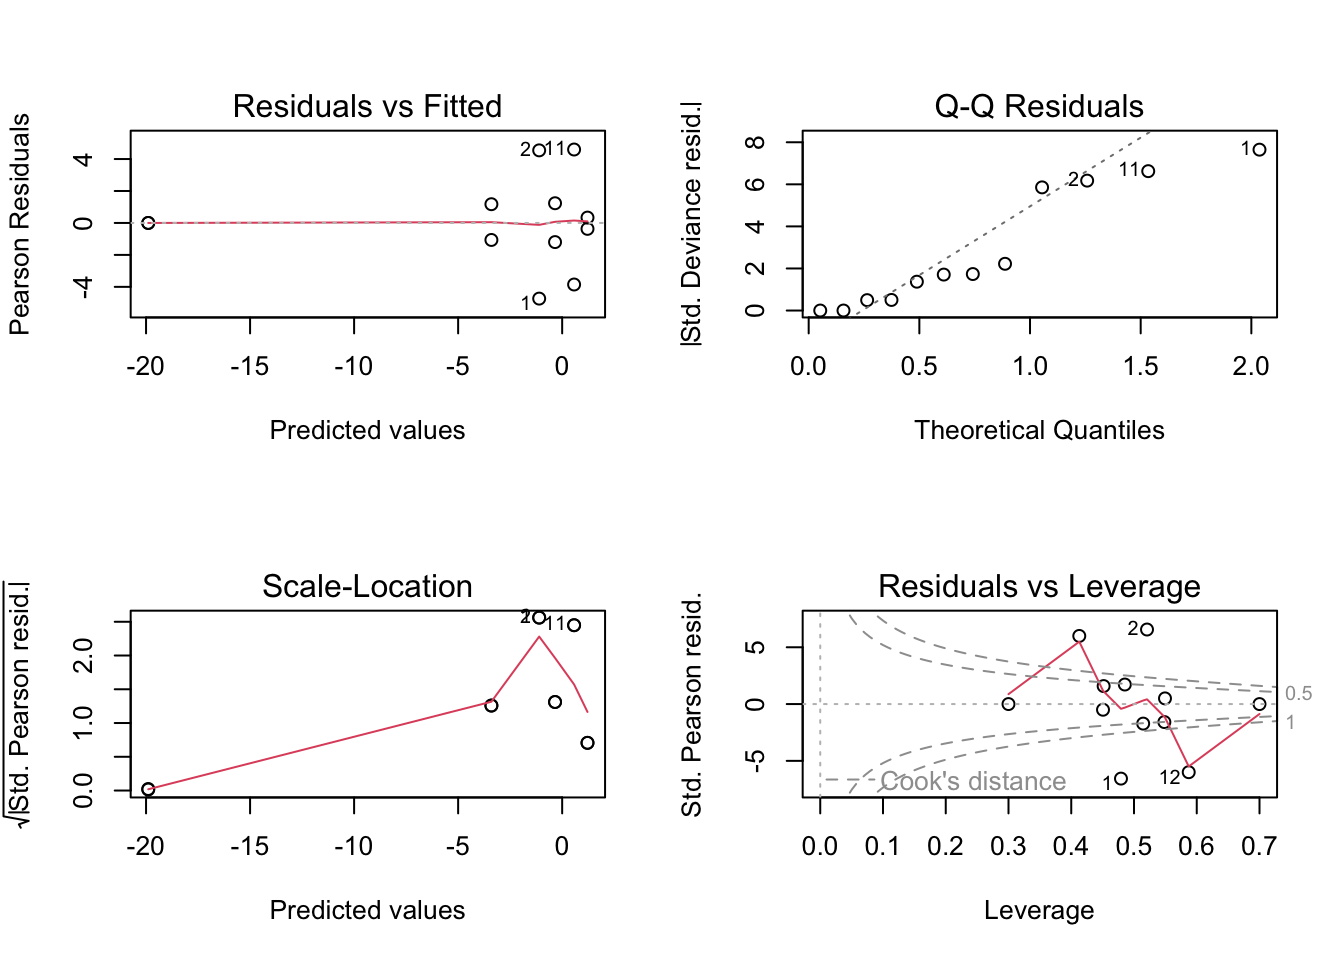 Residuals vs Fitted
Pearson Residuals
4
0
-4
2
11
1
-20 -15 -10 -5 0
Predicted values
Q-Q Residuals
|Std. Deviance resid.|
8
6
4
2
0
2
11
1
0.0 0.5 1.0 1.5 2.0
Theoretical Quantiles
Scale-Location
√|Std. Pearson resid.|
2.0
1.0
0.0
1
2
11
-20 -15 -10 -5 0
Predicted values
Residuals vs Leverage
Std. Pearson resid.
5
0
-5
2
1
12
Cook's distance
0.5
1
0.0 0.1 0.2 0.3 0.4 0.5 0.6 0.7
Leverage